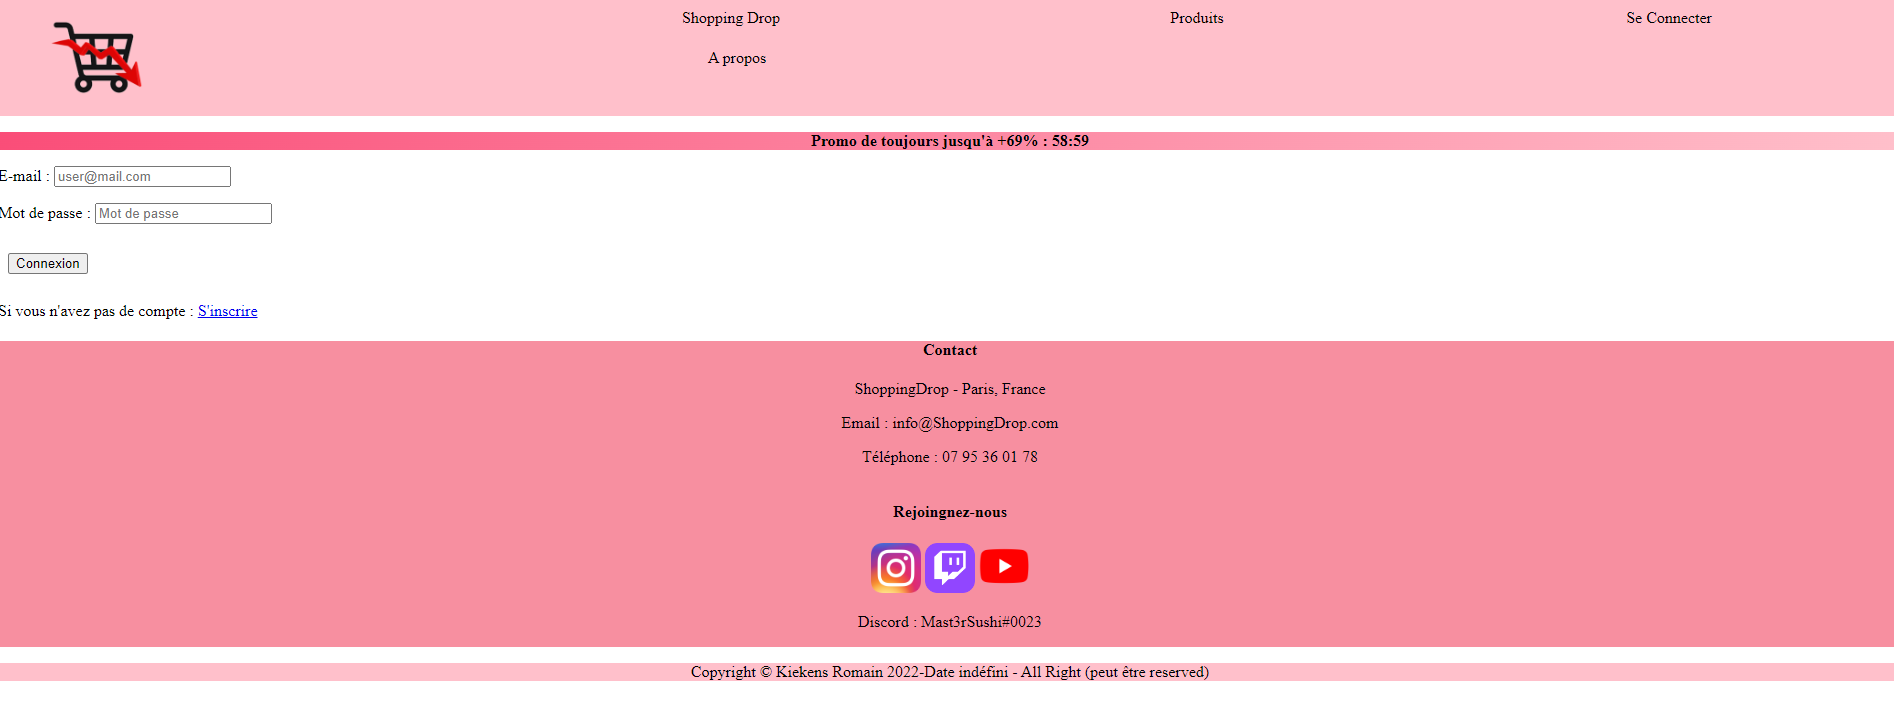 Shopping Drop
Produits
Se Connecter
A propos
Promo de toujours jusqu'à +69% : 58:59
E-mail : user@mail.com
Mot de passe : Mot de passe
Connexion
Si vous n'avez pas de compte : S'inscrire
Contact
ShoppingDrop - Paris, France
Email : info@ShoppingDrop.com
Téléphone : 07 95 36 01 78
Rejoingnez-nous
Discord : Mast3rSushi#0023
Copyright © Kiekens Romain 2022-Date indéfini - All Right (peut être reserved)